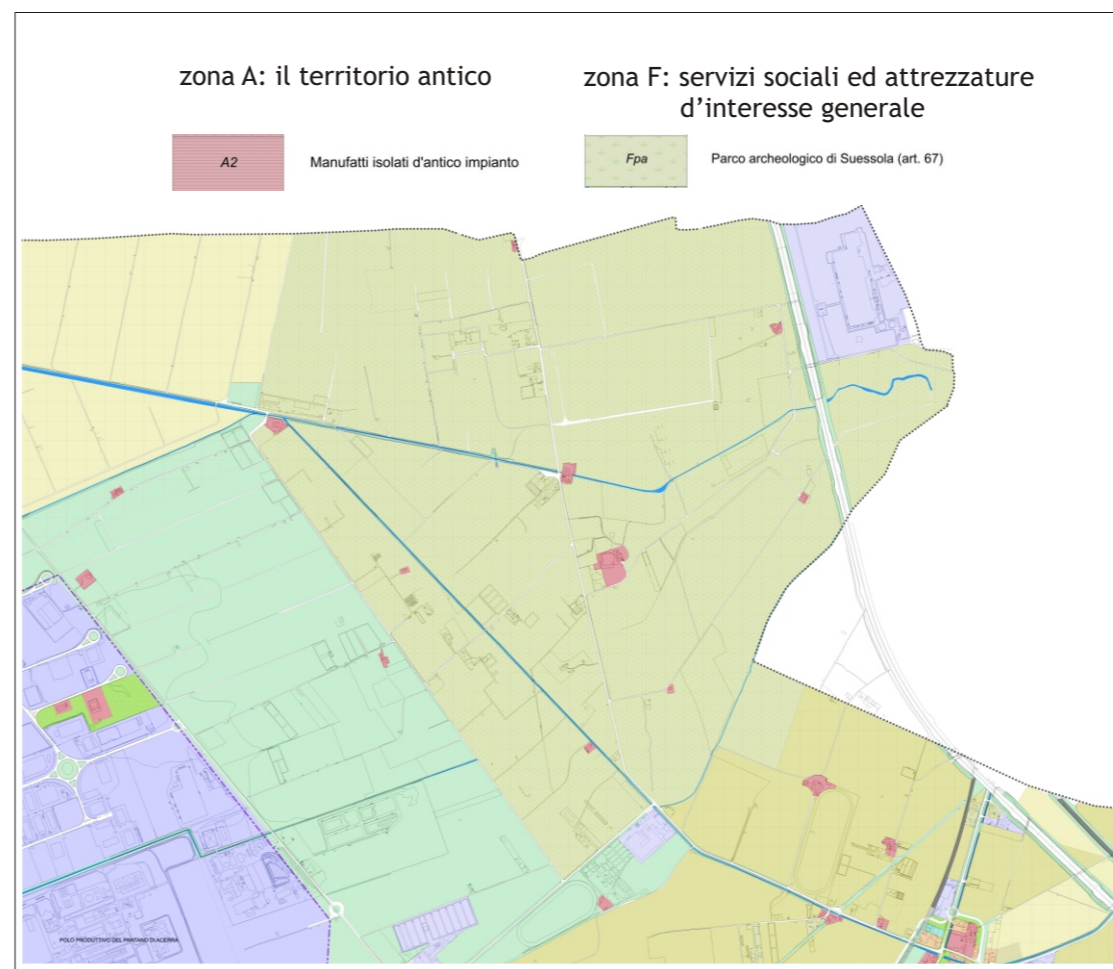 zona A: il territorio antico
zona F: servizi sociali ed attrezzature
d'interesse generale
A2
Manufatti isolati d'antico impianto
Fpa
Parco archeologico di Suessola (art. 67)
POLO PRODUTTIVO DEL PANTANO DI ACERRA